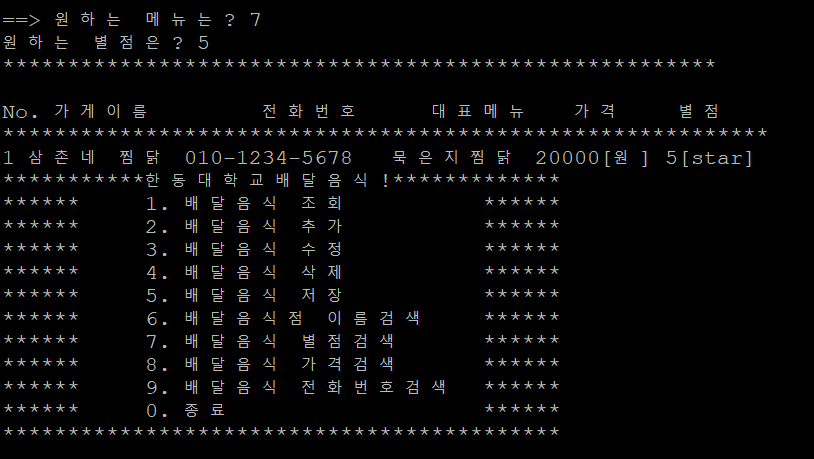 ==> 원하는 메뉴는? 7
원하는 별점은? 5
*******************************************************
No. 가게이름 전화번호 대표메뉴 가격 별점
***********************************************************
1 삼촌네 찜닭 010-1234-5678 묵은지찜닭 20000[원] 5[star]
***********한동대학교배달음식!*************
****** 1. 배달음식 조회 ******
****** 2. 배달음식 추가 ******
****** 3. 배달음식 수정 ******
****** 4. 배달음식 삭제 ******
****** 5. 배달음식 저장 ******
****** 6. 배달음식점 이름검색 ******
****** 7. 배달음식 별점검색 ******
****** 8. 배달음식 가격검색 ******
****** 9. 배달음식 전화번호검색 ******
****** 0. 종료 ******
*******************************************